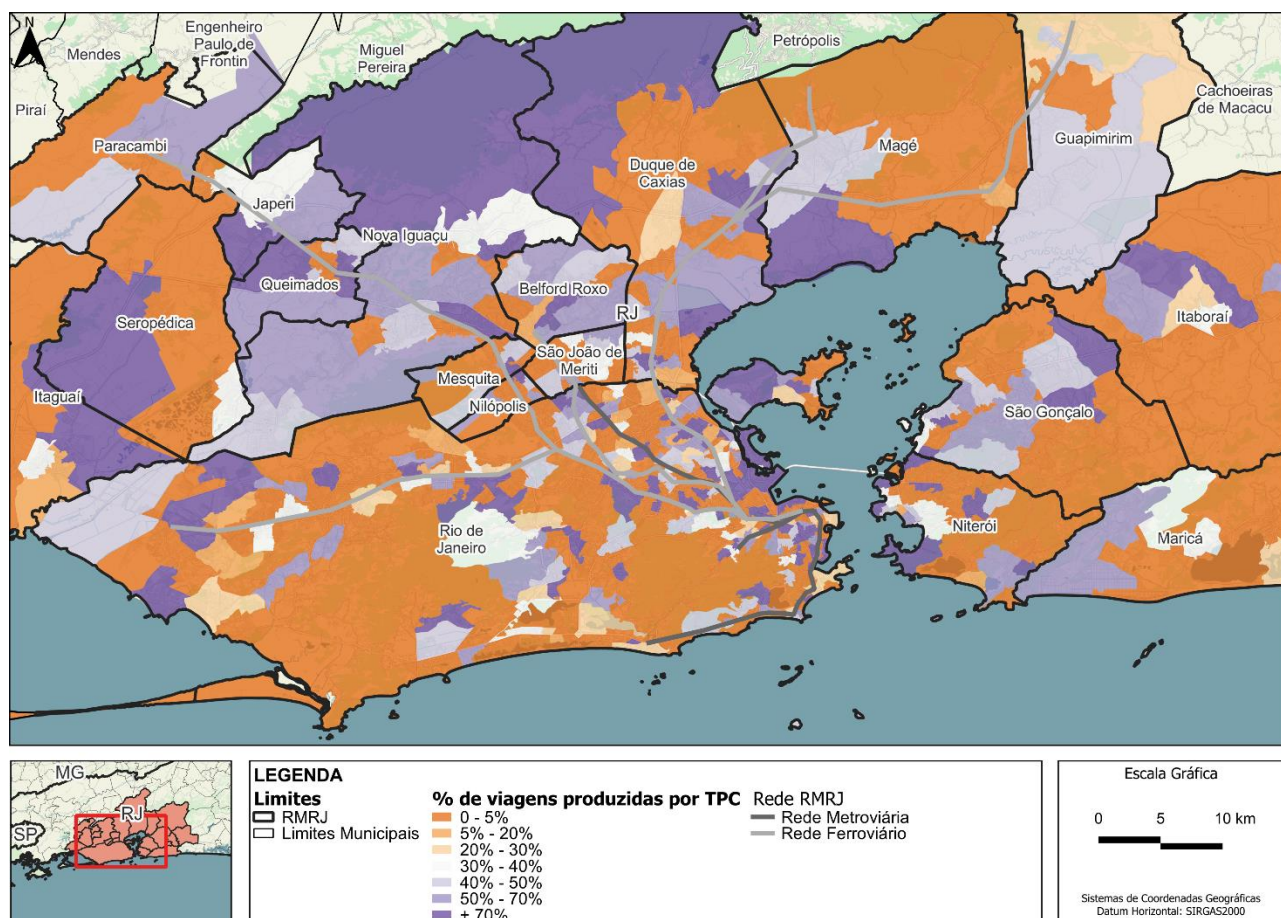 N
Mendes
Engenheiro
Paulo de
Frontin
Miguel
Pereira
Petrópolis
Piraí
Cachoeiras
de Macacu
Paracambi
Duque de
Caxias
Magé
Guapimirim
Japeri
Nova Iguaçu
Queimados
Belford Roxo
RJ
Seropédica
Itaboraí
São João de
Meriti
Mesquita
Nilópolis
Itaguaí
São Gonçalo
Rio de
Janeiro
Niterói
Maricá
MG
RJ
SP
LEGENDA
Limites
RMRJ
Limites Municipais
% de viagens produzidas por TPC
0 - 5%
5% - 20%
20% - 30%
30% - 40%
40% - 50%
50% - 70%
+ 70%
Rede RMRJ
Rede Metroviária
Rede Ferroviário
Escala Gráfica
0 5 10 km
Sistemas de Coordenadas Geográficas
Datum Horizontal: SIRGAS2000